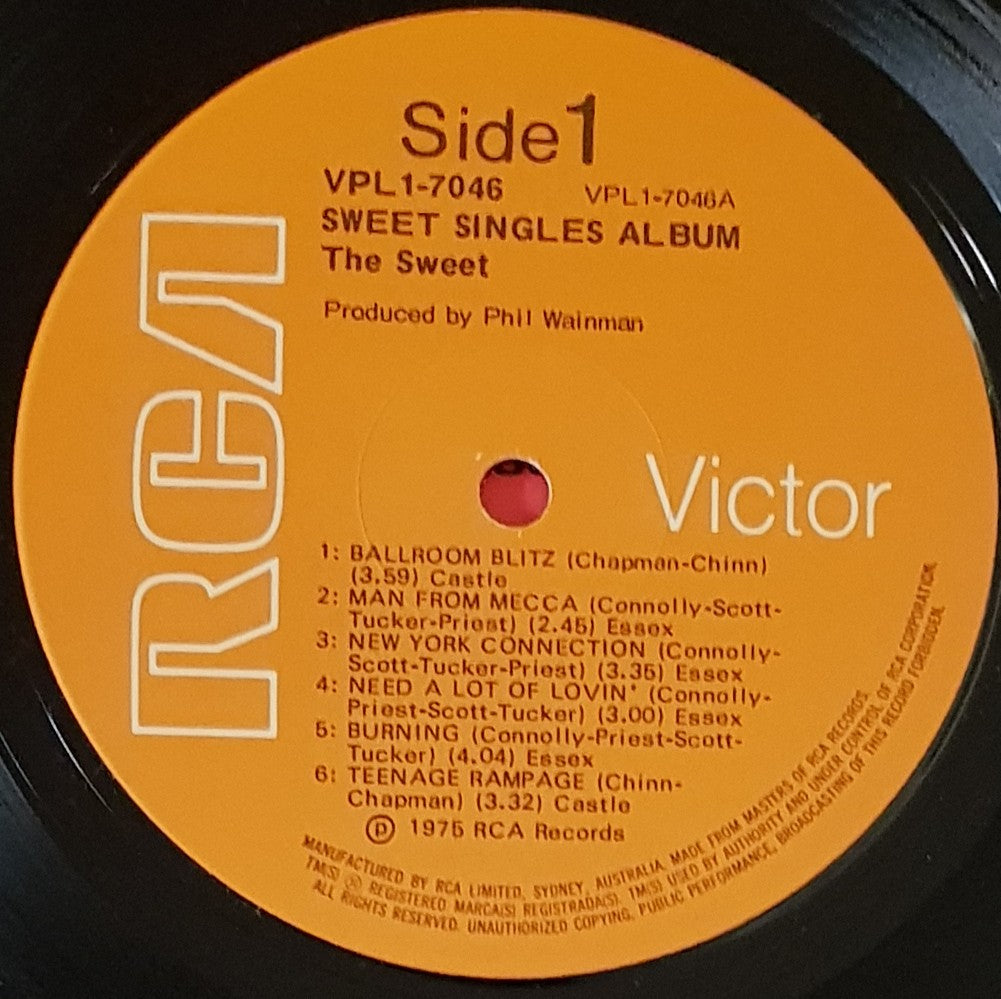 Side 1
VPL1-7046 VPL1-7046A
SWEET SINGLES ALBUM
The Sweet
Produced by Phil Wainman
RCA
Victor
1: BALLROOM BLITZ (Chapman-Chinn)
(3.59) Castle
2: MAN FROM MECCA (Connolly-Scott-
Tucker-Priest) (2.45) Essex
3: NEW YORK CONNECTION (Connolly-
Scott-Tucker-Priest) (3.35) Essex
4: NEED A LOT OF LOVIN' (Connolly-
Priest-Scott-Tucker) (3.00) Essex
5: BURNING (Connolly-Priest-Scott-
Tucker) (4.04) Essex
6: TEENAGE RAMPAGE (Chinn-
Chapman) (3.32) Castle
℗ 1975 RCA Records
MANUFACTURED BY RCA LIMITED, SYDNEY, AUSTRALIA, MADE FROM MASTERS OF RCA RECORDS.
TM(S) ® REGISTERED MARCA(S) REGISTRADA(S). TM(S) USED BY AUTHORITY AND UNDER CONTROL OF RCA CORPORATION.
ALL RIGHTS RESERVED. UNAUTHORIZED COPYING, PUBLIC PERFORMANCE, BROADCASTING OF THIS RECORD FORBIDDEN.